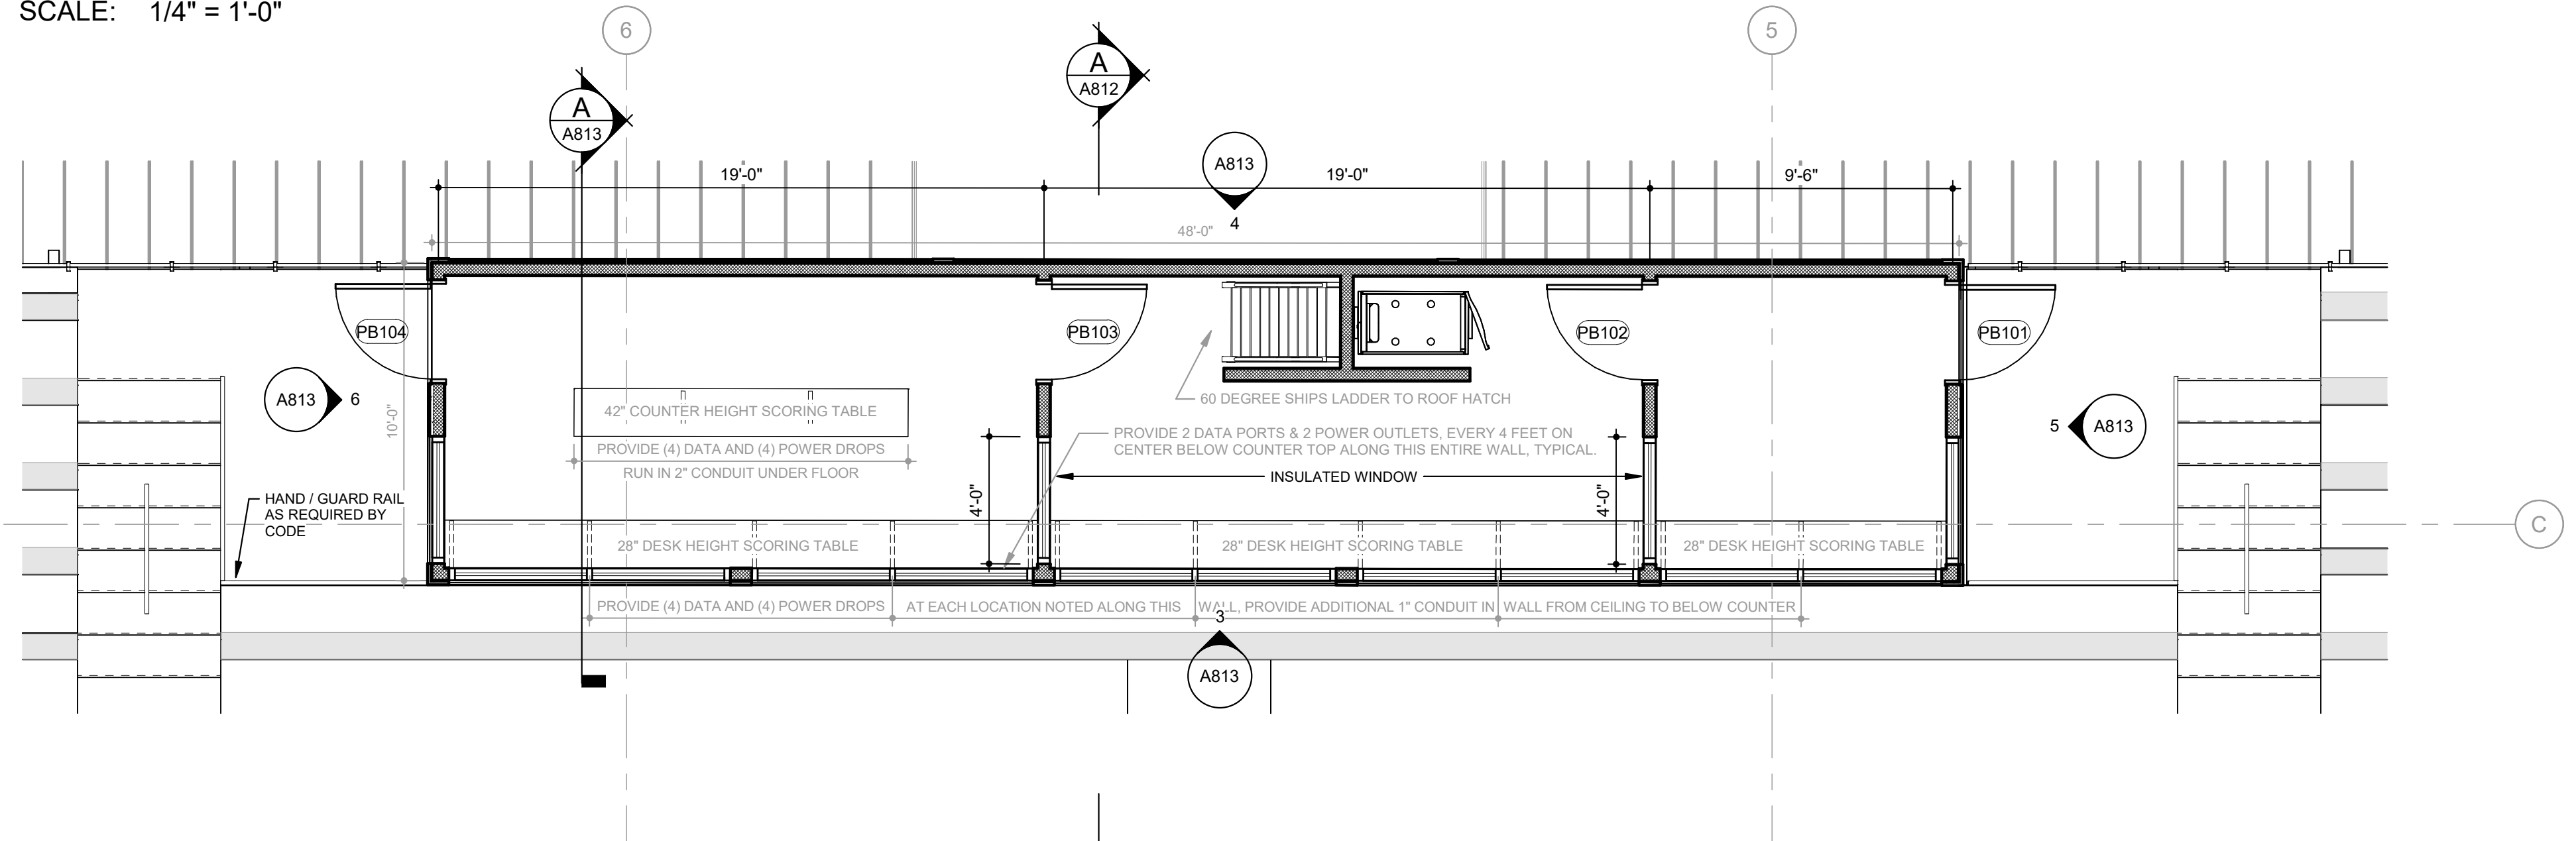 SCALE: 1/4" = 1'-0"
6
5
A
A812
A
A813
A813
4
19'-0"
19'-0"
9'-6"
48'-0"
PB104
PB103
PB102
PB101
A813
6
10'-0"
42" COUNTER HEIGHT SCORING TABLE
60 DEGREE SHIPS LADDER TO ROOF HATCH
5
A813
PROVIDE (4) DATA AND (4) POWER DROPS
RUN IN 2" CONDUIT UNDER FLOOR
PROVIDE 2 DATA PORTS & 2 POWER OUTLETS, EVERY 4 FEET ON
CENTER BELOW COUNTER TOP ALONG THIS ENTIRE WALL, TYPICAL.
INSULATED WINDOW
4'-0"
4'-0"
HAND / GUARD RAIL
AS REQUIRED BY
CODE
C
28" DESK HEIGHT SCORING TABLE
28" DESK HEIGHT SCORING TABLE
28" DESK HEIGHT SCORING TABLE
PROVIDE (4) DATA AND (4) POWER DROPS AT EACH LOCATION NOTED ALONG THIS WALL, PROVIDE ADDITIONAL 1" CONDUIT IN WALL FROM CEILING TO BELOW COUNTER
3
A813